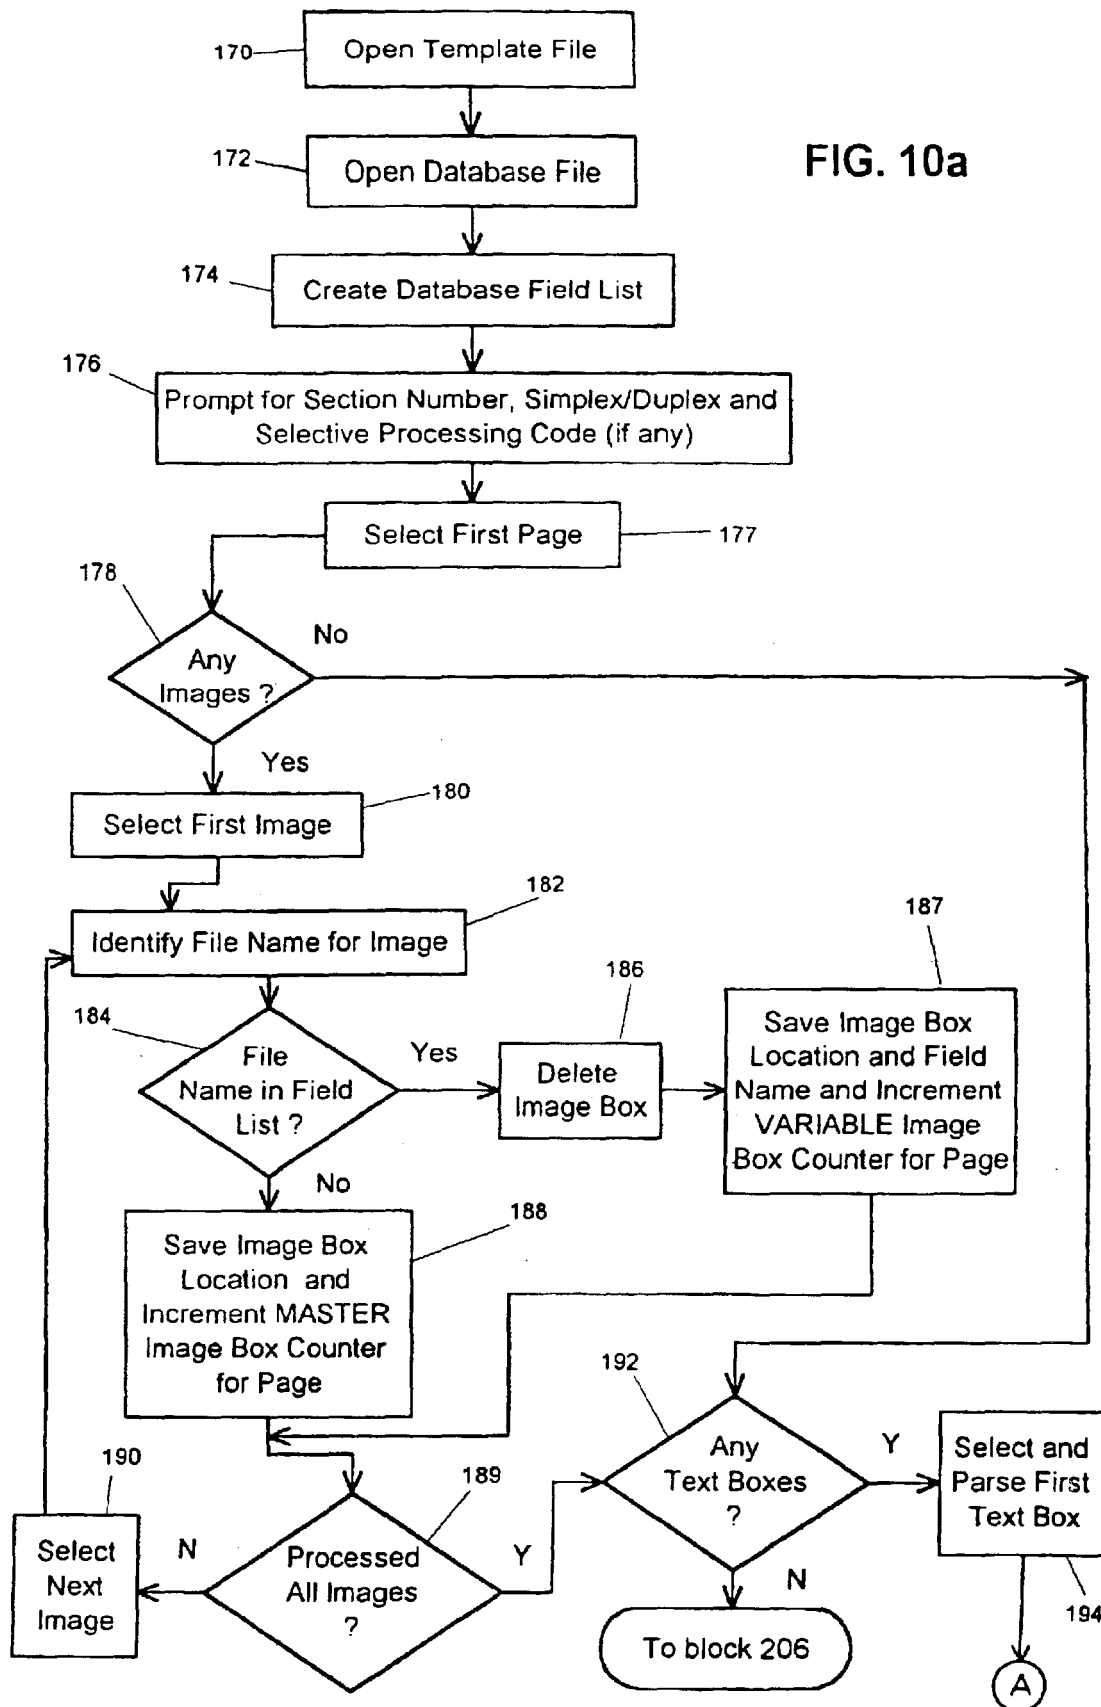 170
Open Template File
172
Open Database File
FIG. 10a
174
Create Database Field List
176
Prompt for Section Number, Simplex/Duplex and
Selective Processing Code (if any)
Select First Page
177
178
Any
Images ?
No
Yes
180
Select First Image
182
Identify File Name for Image
184
File
Name in Field
List ?
Yes
No
186
Delete
Image Box
187
Save Image Box
Location and Field
Name and Increment
VARIABLE Image
Box Counter for Page
188
Save Image Box
Location and
Increment MASTER
Image Box Counter
for Page
189
Processed
All Images
?
N
Y
190
Select
Next
Image
192
Any
Text Boxes
?
Y
N
Select and
Parse First
Text Box
194
To block 206
A